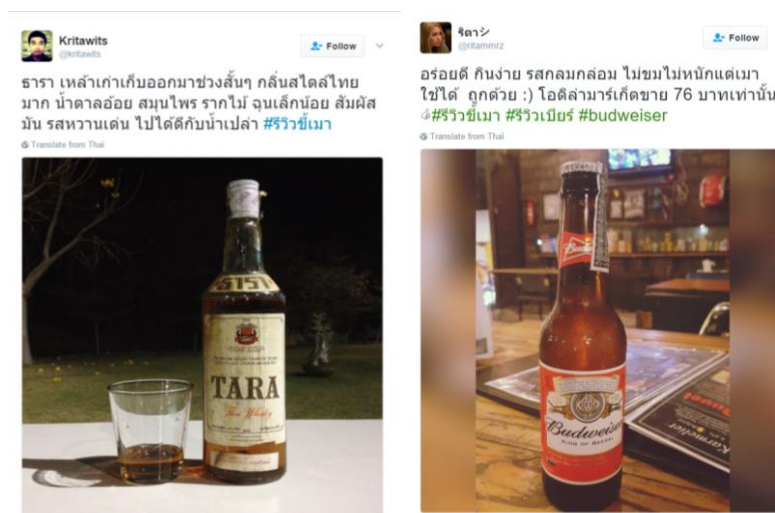 Kritawits
@kritawits
Follow
ธารา เหล้าเก่าเก็บออกมาช่วงสั้นๆ กลิ่นสไตล์ไทย
มาก น้ำตาลอ้อย สมุนไพร รากไม้ ฉุนเล็กน้อย สัมผัส
มัน รสหวานเด่น ไปได้ดีกับน้ำเปล่า #รีวิวขี้เมา
Translate from Thai
5151
TARA
Thai Whisky
ริตาシ
@ritammrz
Follow
อร่อยดี กินง่าย รสกลมกล่อม ไม่ขมไม่หนักแต่เมา
ใช้ได้ ถูกด้วย :) โอดิล่ามาร์เก็ตขาย 76 บาทเท่านั้น
#รีวิวขี้เมา #รีวิวเบียร์ #budweiser
Translate from Thai
Budweiser
KING OF BEERS
Karmeliet